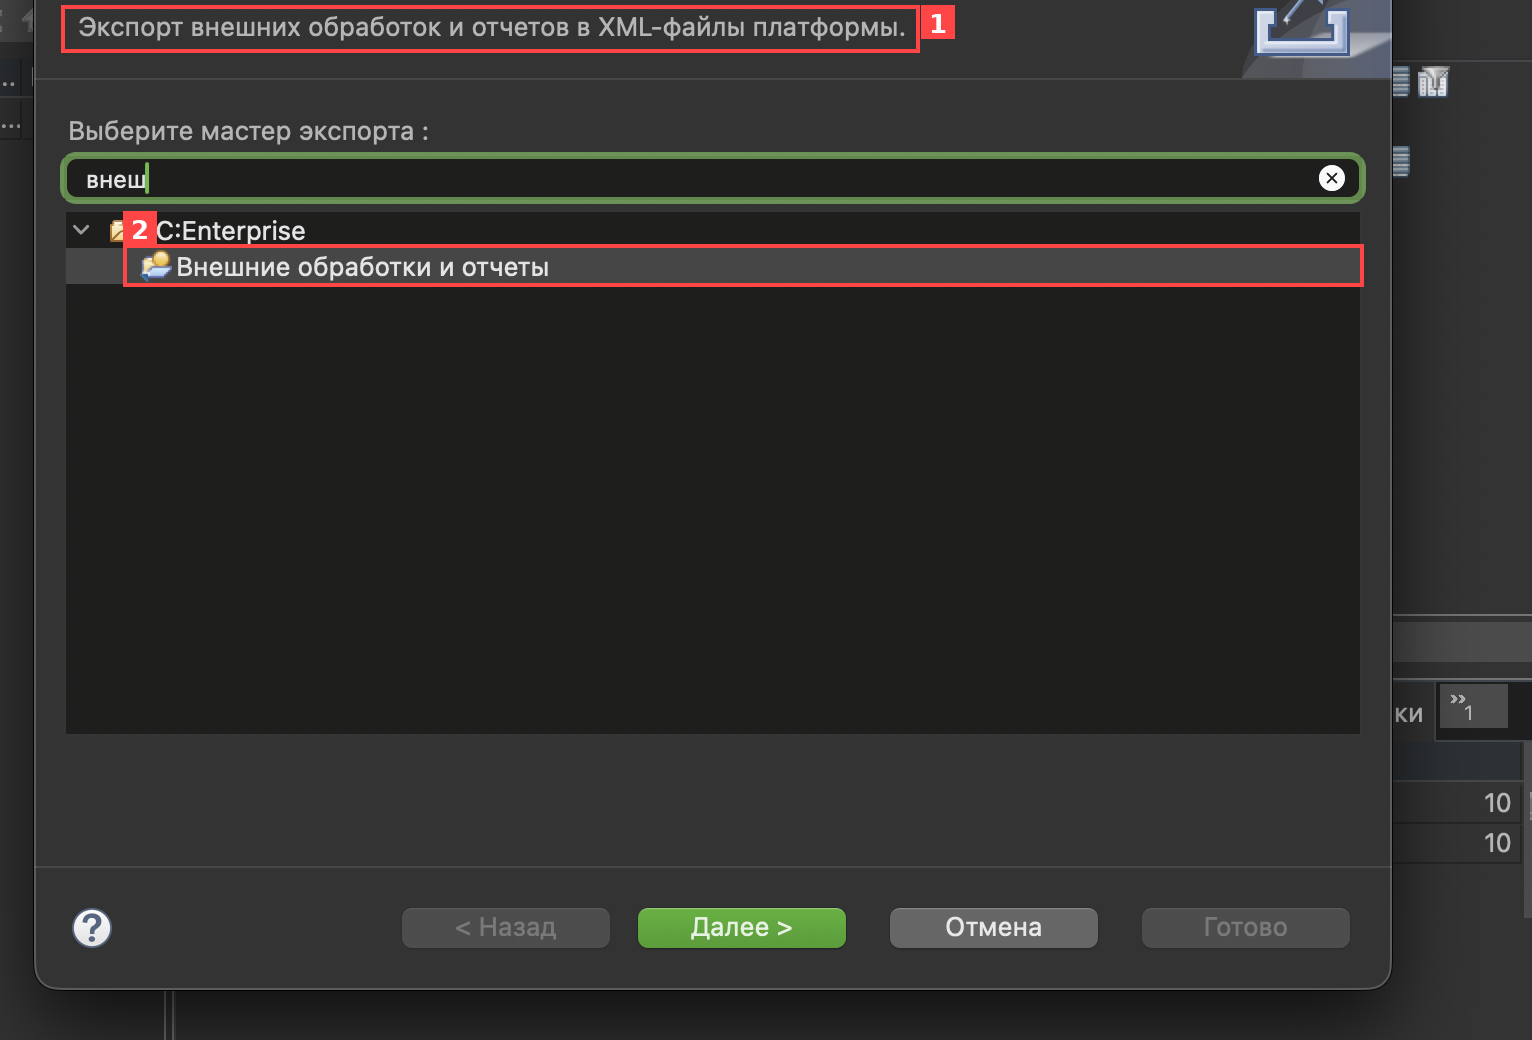 Экспорт внешних обработок и отчетов в XML-файлы платформы.
1
Выберите мастер экспорта :
внеш
2 C:Enterprise
Внешние обработки и отчеты
ки
»1
10
10
?
< Назад
Далее >
Отмена
Готово